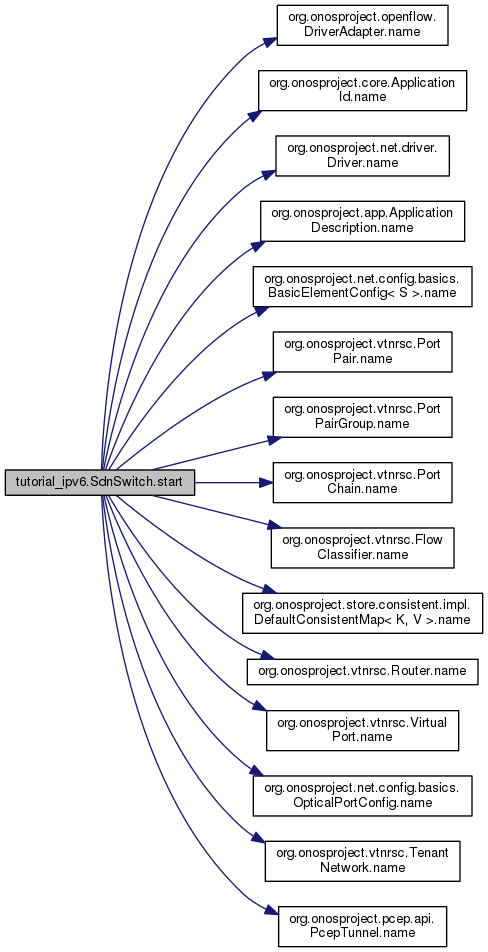 org.onosproject.openflow.
DriverAdapter.name
org.onosproject.core.Application
Id.name
org.onosproject.net.driver.
Driver.name
org.onosproject.app.Application
Description.name
org.onosproject.net.config.basics.
BasicElementConfig< S >.name
org.onosproject.vtnrsc.Port
Pair.name
org.onosproject.vtnrsc.Port
PairGroup.name
tutorial_ipv6.SdnSwitch.start
org.onosproject.vtnrsc.Port
Chain.name
org.onosproject.vtnrsc.Flow
Classifier.name
org.onosproject.store.consistent.impl.
DefaultConsistentMap< K, V >.name
org.onosproject.vtnrsc.Router.name
org.onosproject.vtnrsc.Virtual
Port.name
org.onosproject.net.config.basics.
OpticalPortConfig.name
org.onosproject.vtnrsc.Tenant
Network.name
org.onosproject.pcep.api.
PcepTunnel.name